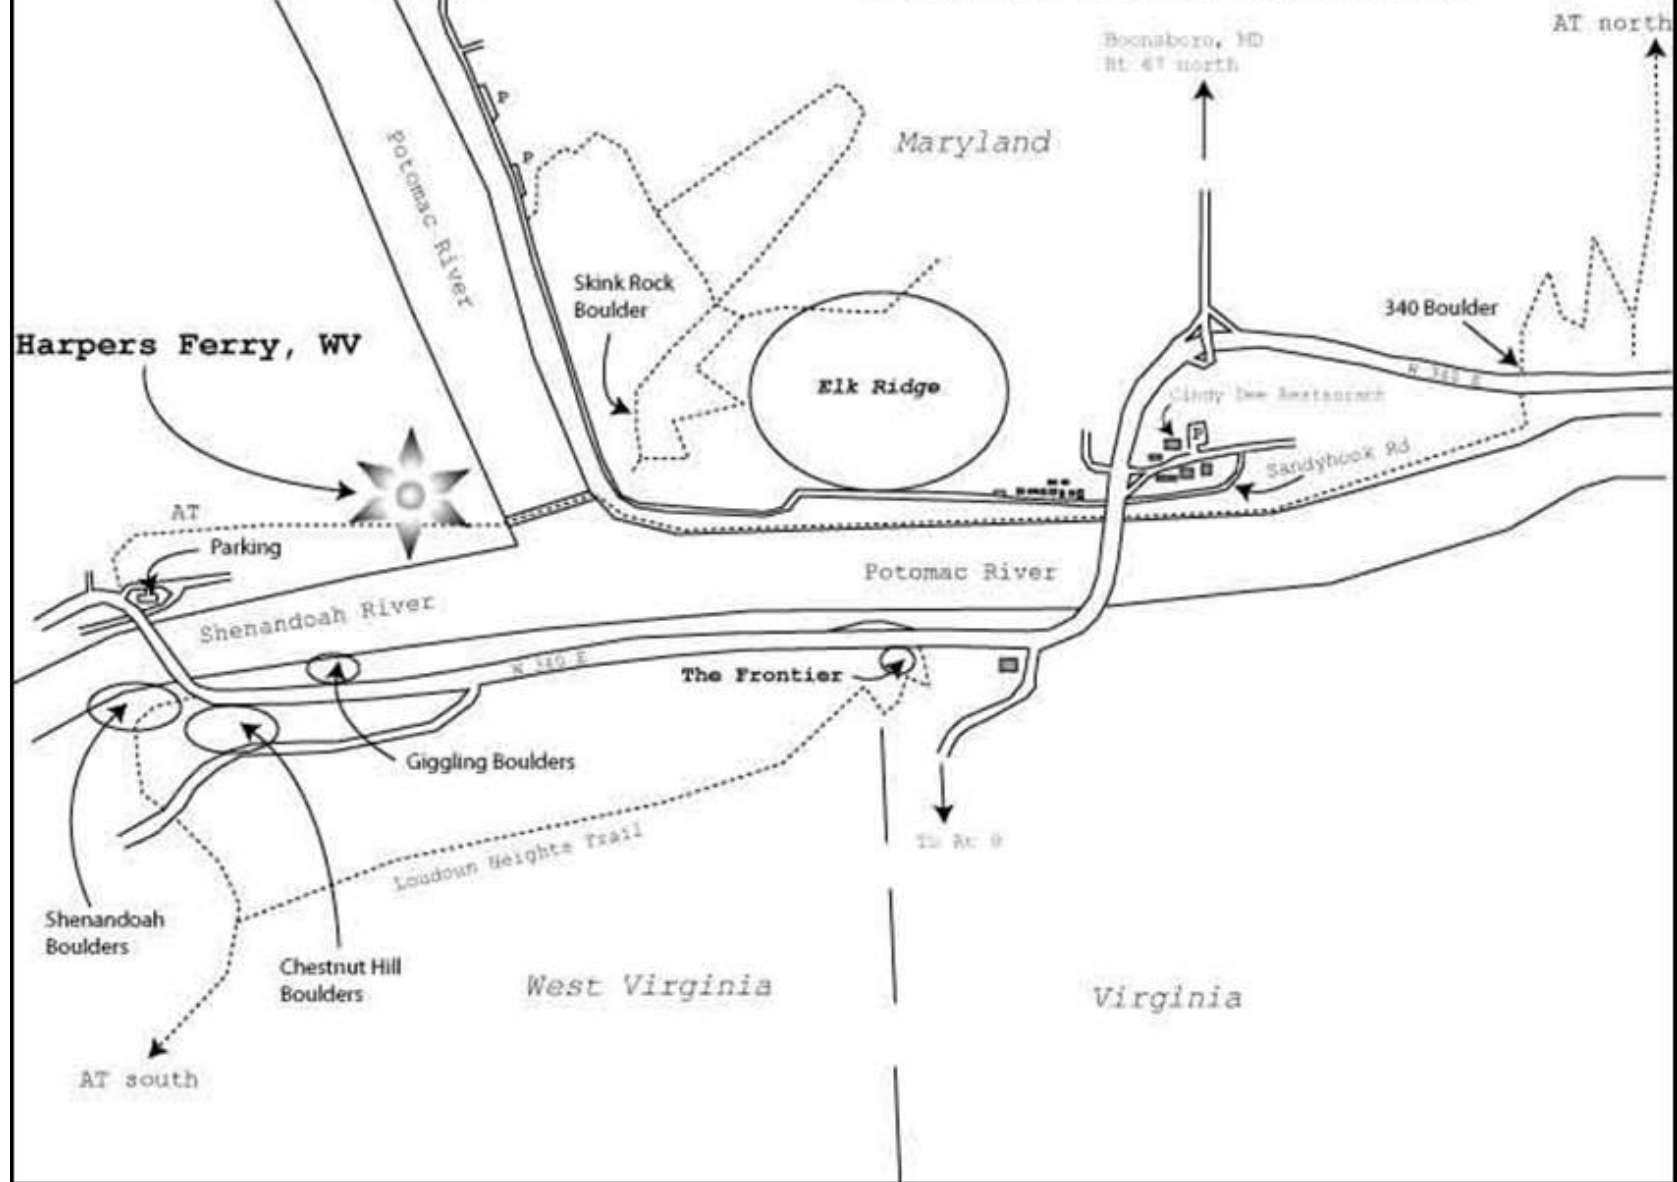 AT north
Boonsboro, MD
Rt 67 north
P
Maryland
P
Potomac River
Skink Rock
Boulder
340 Boulder
Harpers Ferry, WV
Elk Ridge
N 340 E
Cindy Dee Restaurant
P
Sandyhook Rd
AT
Parking
Potomac River
Shenandoah River
N 340 E
The Frontier
Giggling Boulders
Loudoun Heights Trail
To Rt 9
Shenandoah
Boulders
Chestnut Hill
Boulders
West Virginia
Virginia
AT south